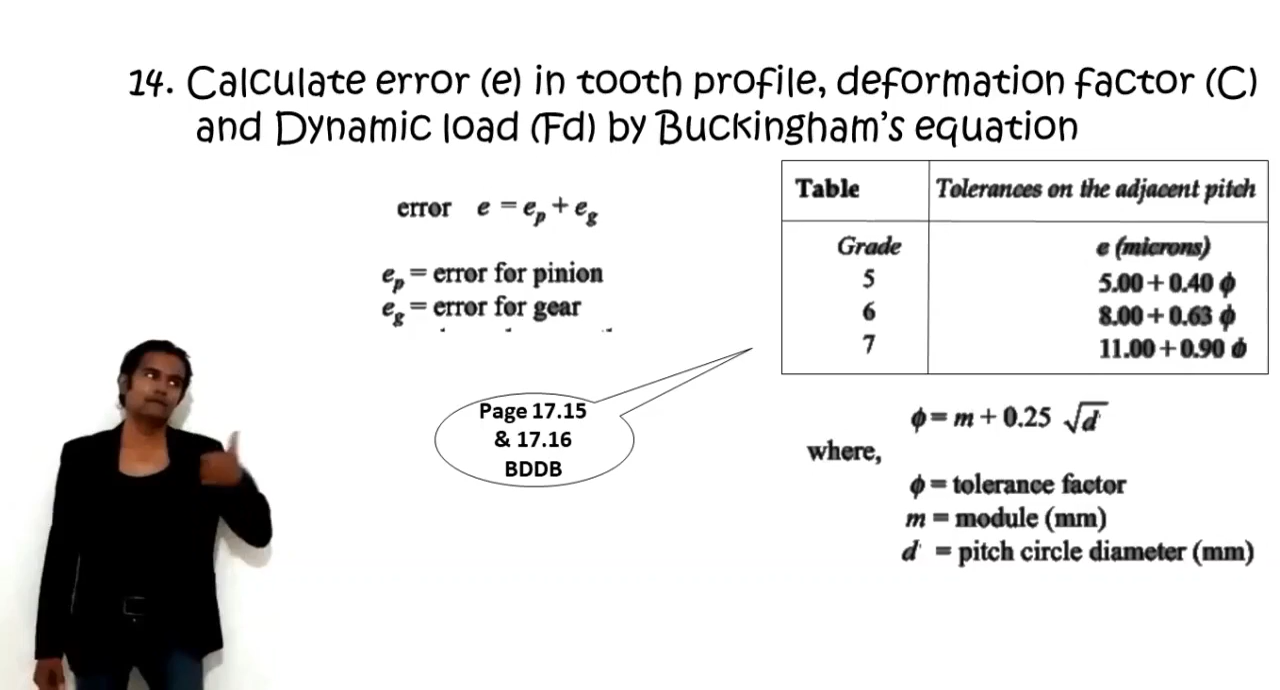 14. Calculate error (e) in tooth profile, deformation factor (C)
and Dynamic load (Fd) by Buckingham's equation
error e = eₚ + e_g
eₚ = error for pinion
e_g = error for gear
Page 17.15
& 17.16
BDDB
Table Tolerances on the adjacent pitch
Grade e (microns)
5 5.00 + 0.40 ϕ
6 8.00 + 0.63 ϕ
7 11.00 + 0.90 ϕ
ϕ = m + 0.25 √d'
where,
ϕ = tolerance factor
m = module (mm)
d' = pitch circle diameter (mm)